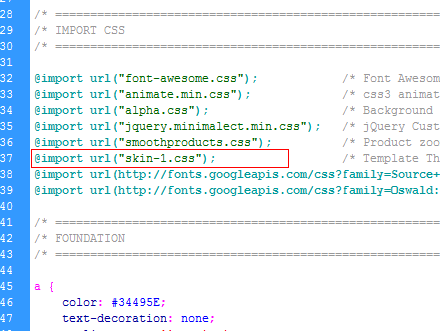 28 /* ================================================
29 /* IMPORT CSS
30 /* ================================================
31
32 @import url("font-awesome.css"); /* Font Awesom
33 @import url("animate.min.css"); /* css3 animat
34 @import url("alpha.css"); /* Background
35 @import url("jquery.minimalect.min.css"); /* jQuery Cust
36 @import url("smoothproducts.css"); /* Product zoo
37 @import url("skin-1.css"); /* Template Th
38 @import url(http://fonts.googleapis.com/css?family=Source+
39 @import url(http://fonts.googleapis.com/css?family=Oswald:
40
41 /* ================================================
42 /* FOUNDATION
43 /* ================================================
44
45 a {
46 color: #34495E;
47 text-decoration: none;